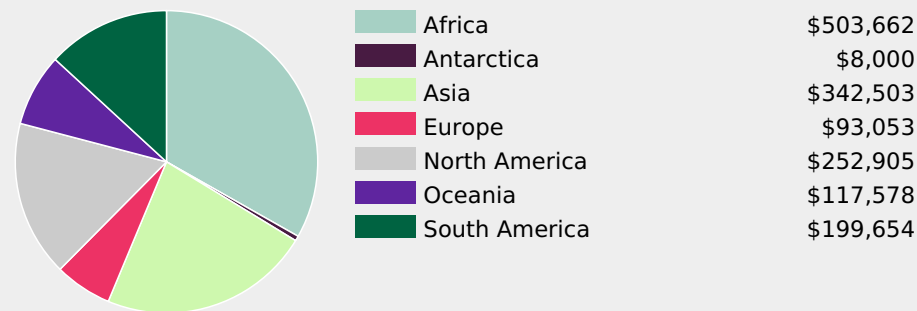 Africa $503,662
Antarctica $8,000
Asia $342,503
Europe $93,053
North America $252,905
Oceania $117,578
South America $199,654